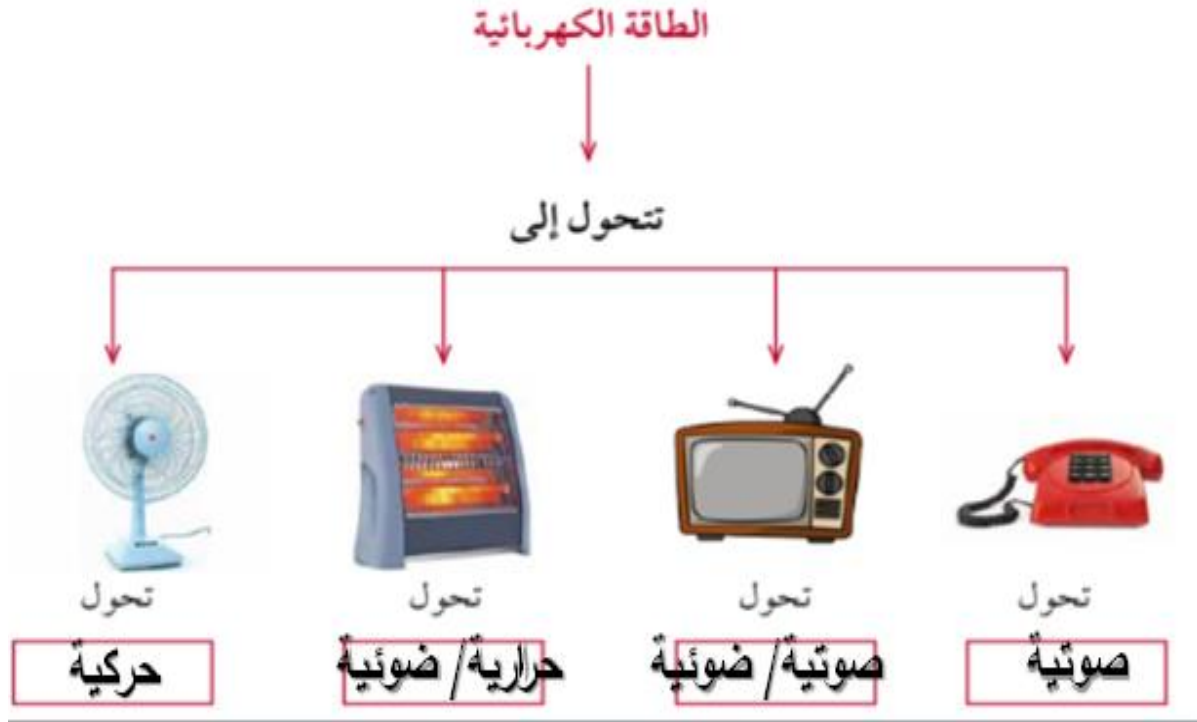 الطاقة الكهربائية
تتحول إلى
تحول تحول تحول تحول
صوتية صوتية/ ضوئية حرارية/ ضوئية حركية